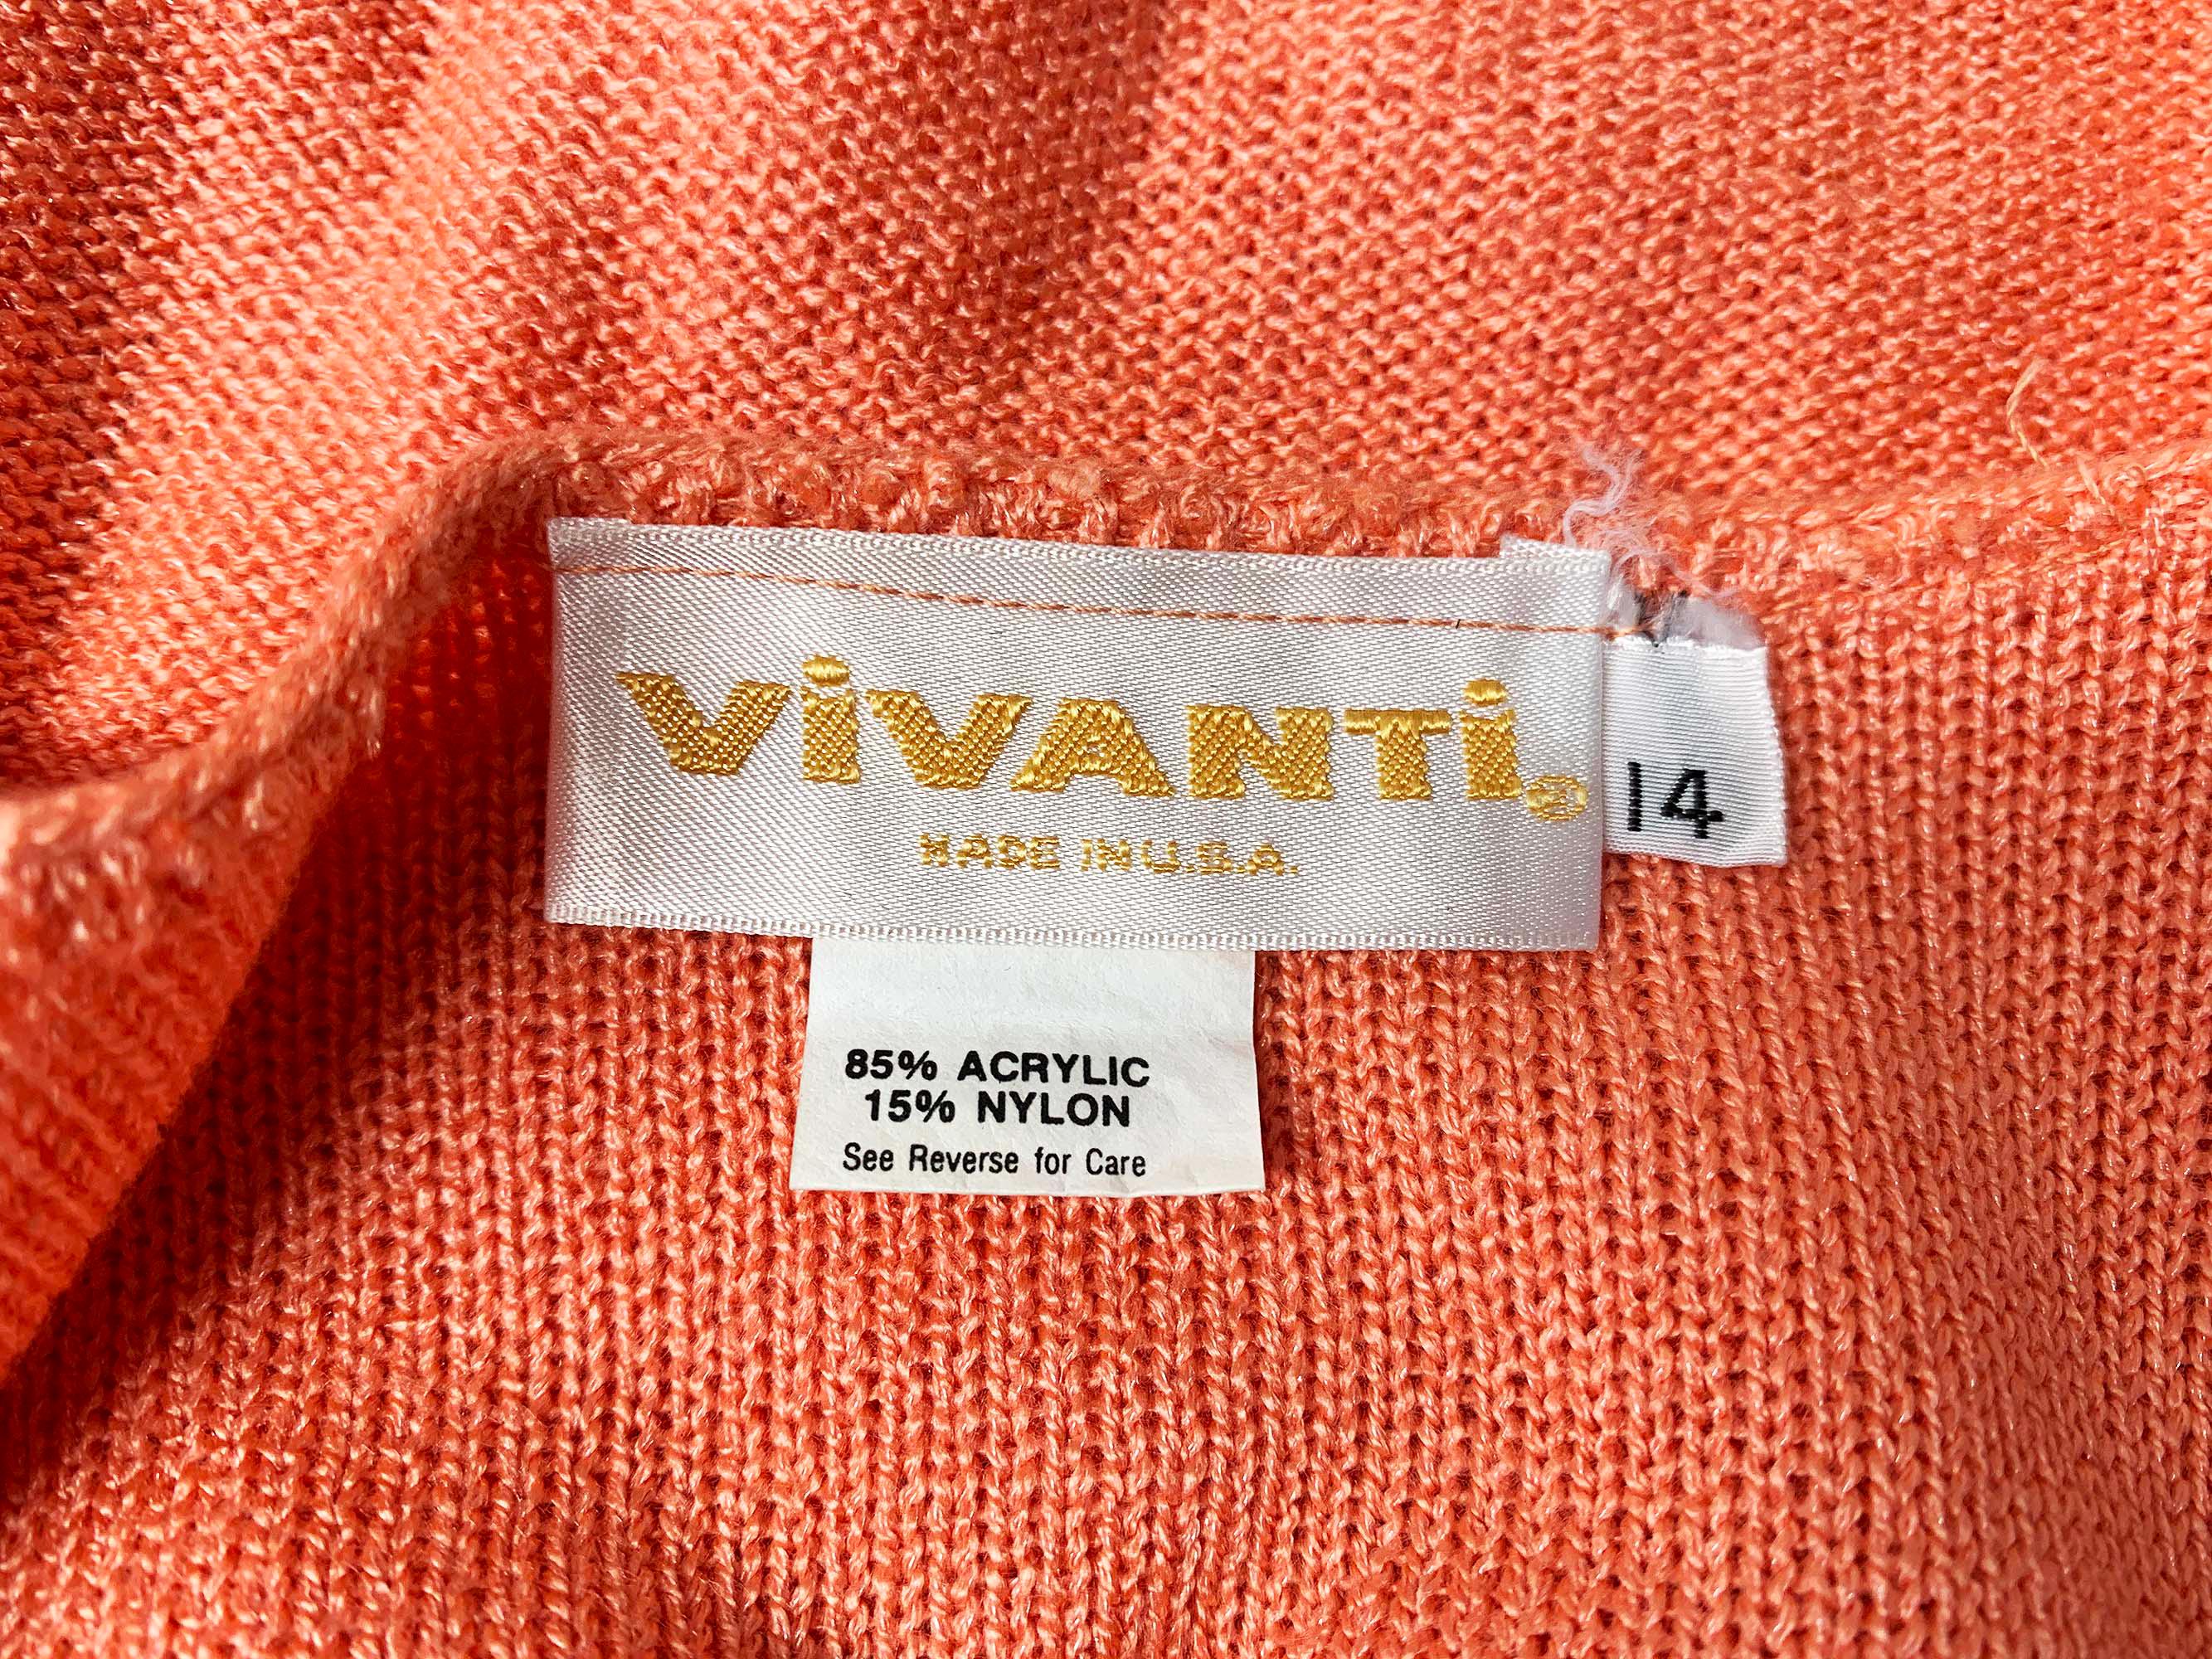 ViVANTi®
MADE IN U.S.A.
14
85% ACRYLIC
15% NYLON
See Reverse for Care